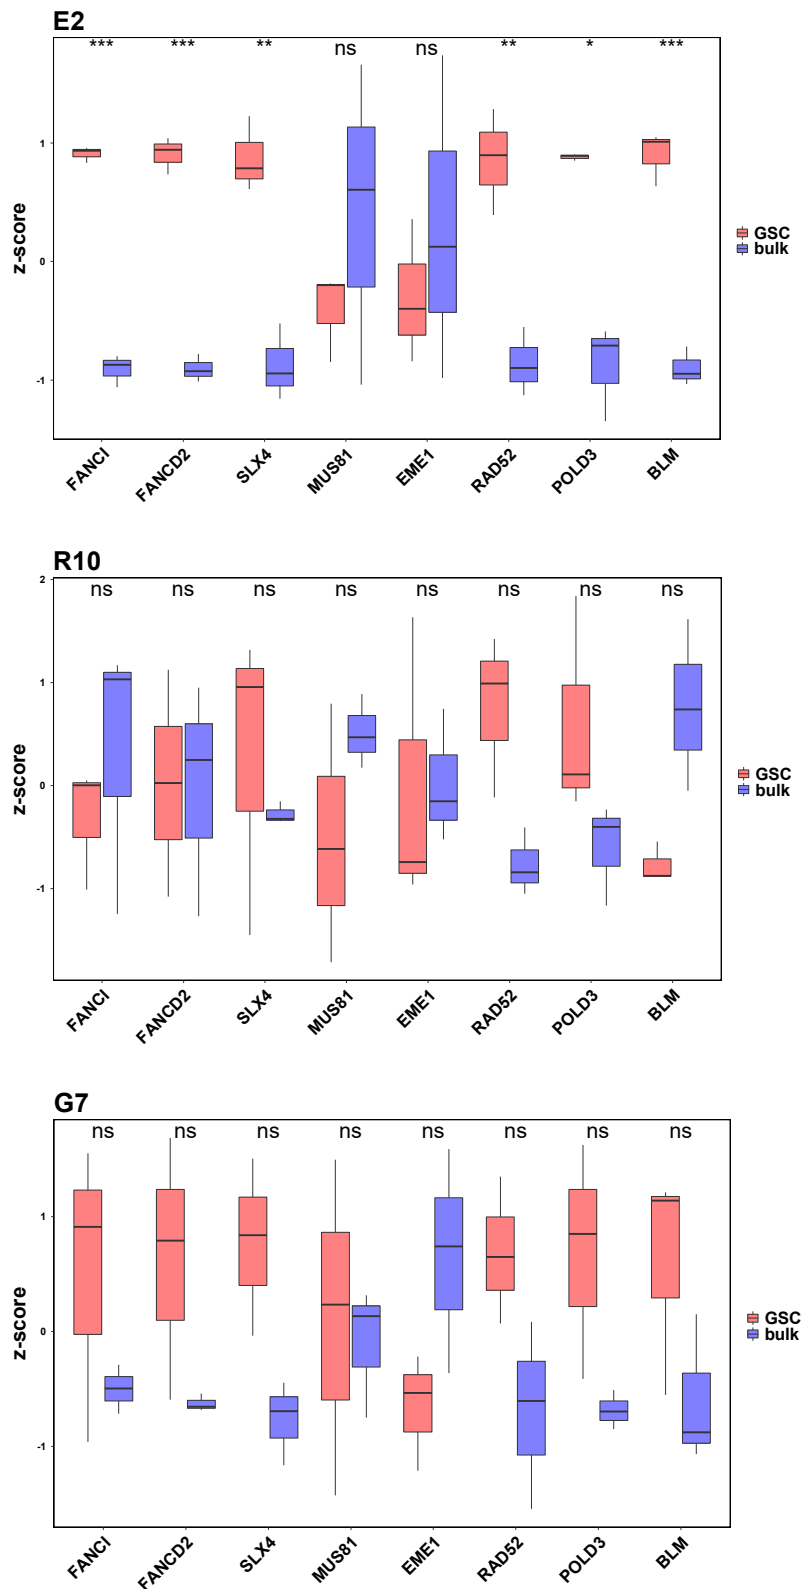 E2
*** *** ** ns ns ** * ***
1
0
-1
z-score
GSC
bulk
FANCI FANCD2 SLX4 MUS81 EME1 RAD52 POLD3 BLM
R10
ns ns ns ns ns ns ns ns
2
1
0
-1
z-score
GSC
bulk
FANCI FANCD2 SLX4 MUS81 EME1 RAD52 POLD3 BLM
G7
ns ns ns ns ns ns ns ns
1
0
-1
z-score
GSC
bulk
FANCI FANCD2 SLX4 MUS81 EME1 RAD52 POLD3 BLM